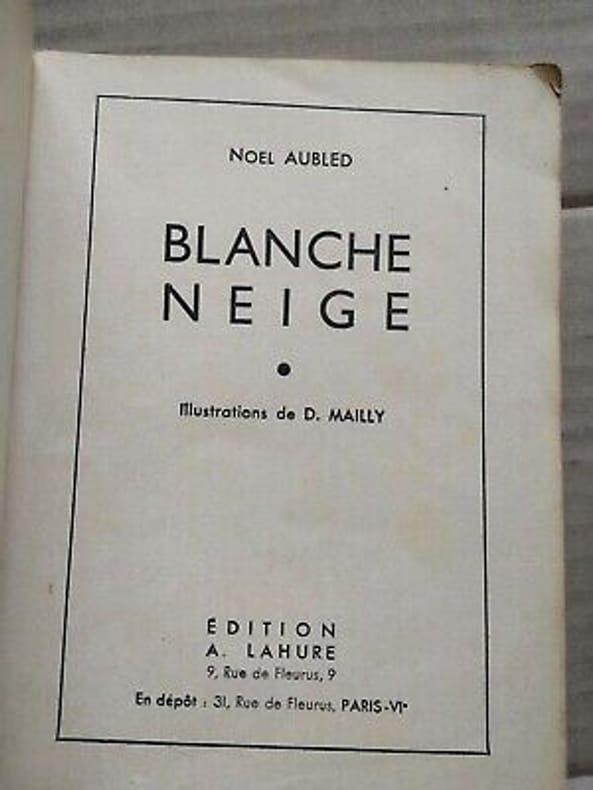 NOEL AUBLED
BLANCHE
NEIGE
•
Illustrations de D. MAILLY
ÉDITION
A. LAHURE
9, Rue de Fleurus, 9
En dépôt : 31, Rue de Fleurus, PARIS-VIᵉ